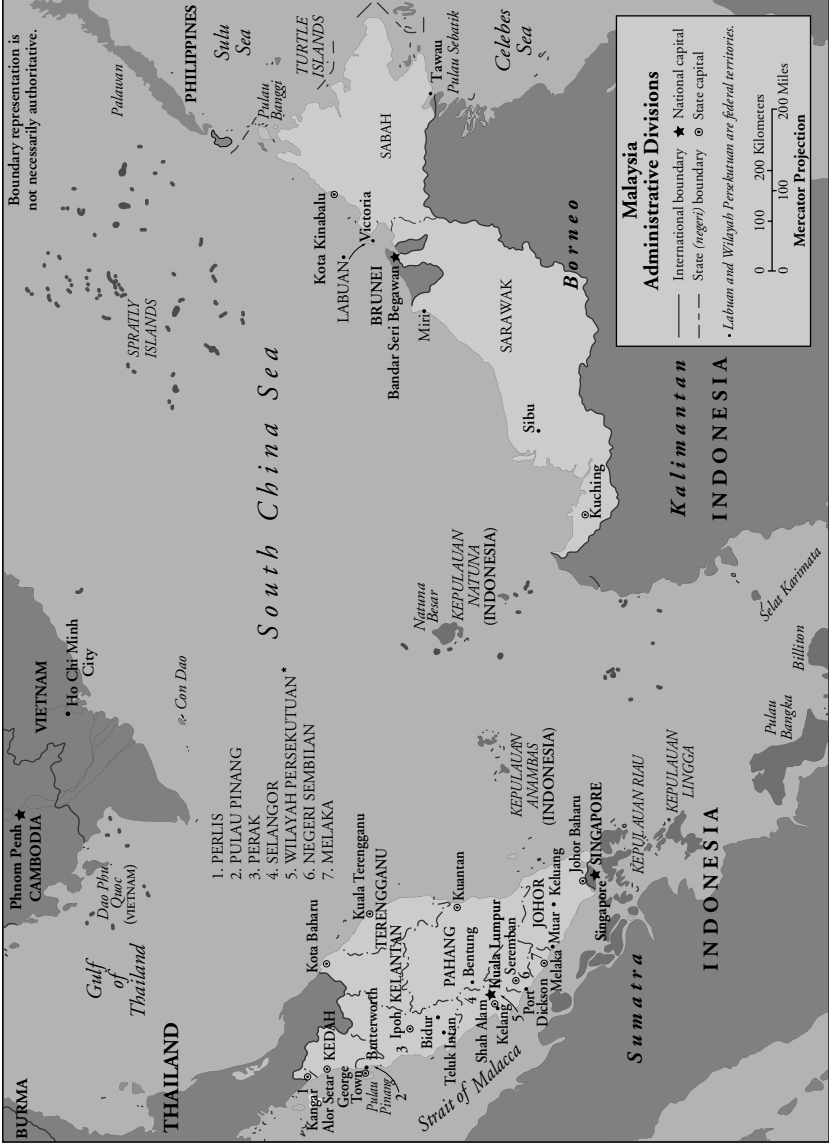 Boundary representation is
not necessarily authoritative.
BURMA
THAILAND
Phnom Penh
CAMBODIA
VIETNAM
Ho Chi Minh
City
Dao Phu
Quoc
(VIETNAM)
Con Dao
Gulf
of
Thailand
SPRATLY
ISLANDS
Palawan
PHILIPPINES
Sulu
Sea
Pulau
Banggi
TURTLE
ISLANDS
1. PERLIS
2. PULAU PINANG
3. PERAK
4. SELANGOR
5. WILAYAH PERSEKUTUAN*
6. NEGERI SEMBILAN
7. MELAKA
South China Sea
Kota Baharu
Kuala Terengganu
TERENGGANU
1
Kangar
Alor Setar
KEDAH
George
Town
Butterworth
Pulau
Pinang
2
KELANTAN
3
Ipoh
Bidur
Teluk Intan
PAHANG
Kuantan
4
Bentung
Shah Alam
Kuala Lumpur
Kelang
5
Seremban
Port
Dickson
6
7
Melaka
Muar
JOHOR
Keluang
Johor Baharu
Singapore
SINGAPORE
Strait of Malacca
Sumatra
INDONESIA
KEPULAUAN RIAU
KEPULAUAN
LINGGA
KEPULAUAN
ANAMBAS
(INDONESIA)
Natuna
Besar
KEPULAUAN
NATUNA
(INDONESIA)
Pulau
Bangka
Billiton
Selat Karimata
Kota Kinabalu
LABUAN
Victoria
BRUNEI
Bandar Seri Begawan
Miri
SABAH
Tawau
Pulau Sebatik
Celebes
Sea
SARAWAK
Sibu
Kuching
Borneo
Kalimantan
INDONESIA
Malaysia
Administrative Divisions
International boundary
National capital
State (negeri) boundary
State capital
• Labuan and Wilayah Persekutuan are federal territories.
0 100 200 Kilometers
0 100 200 Miles
Mercator Projection